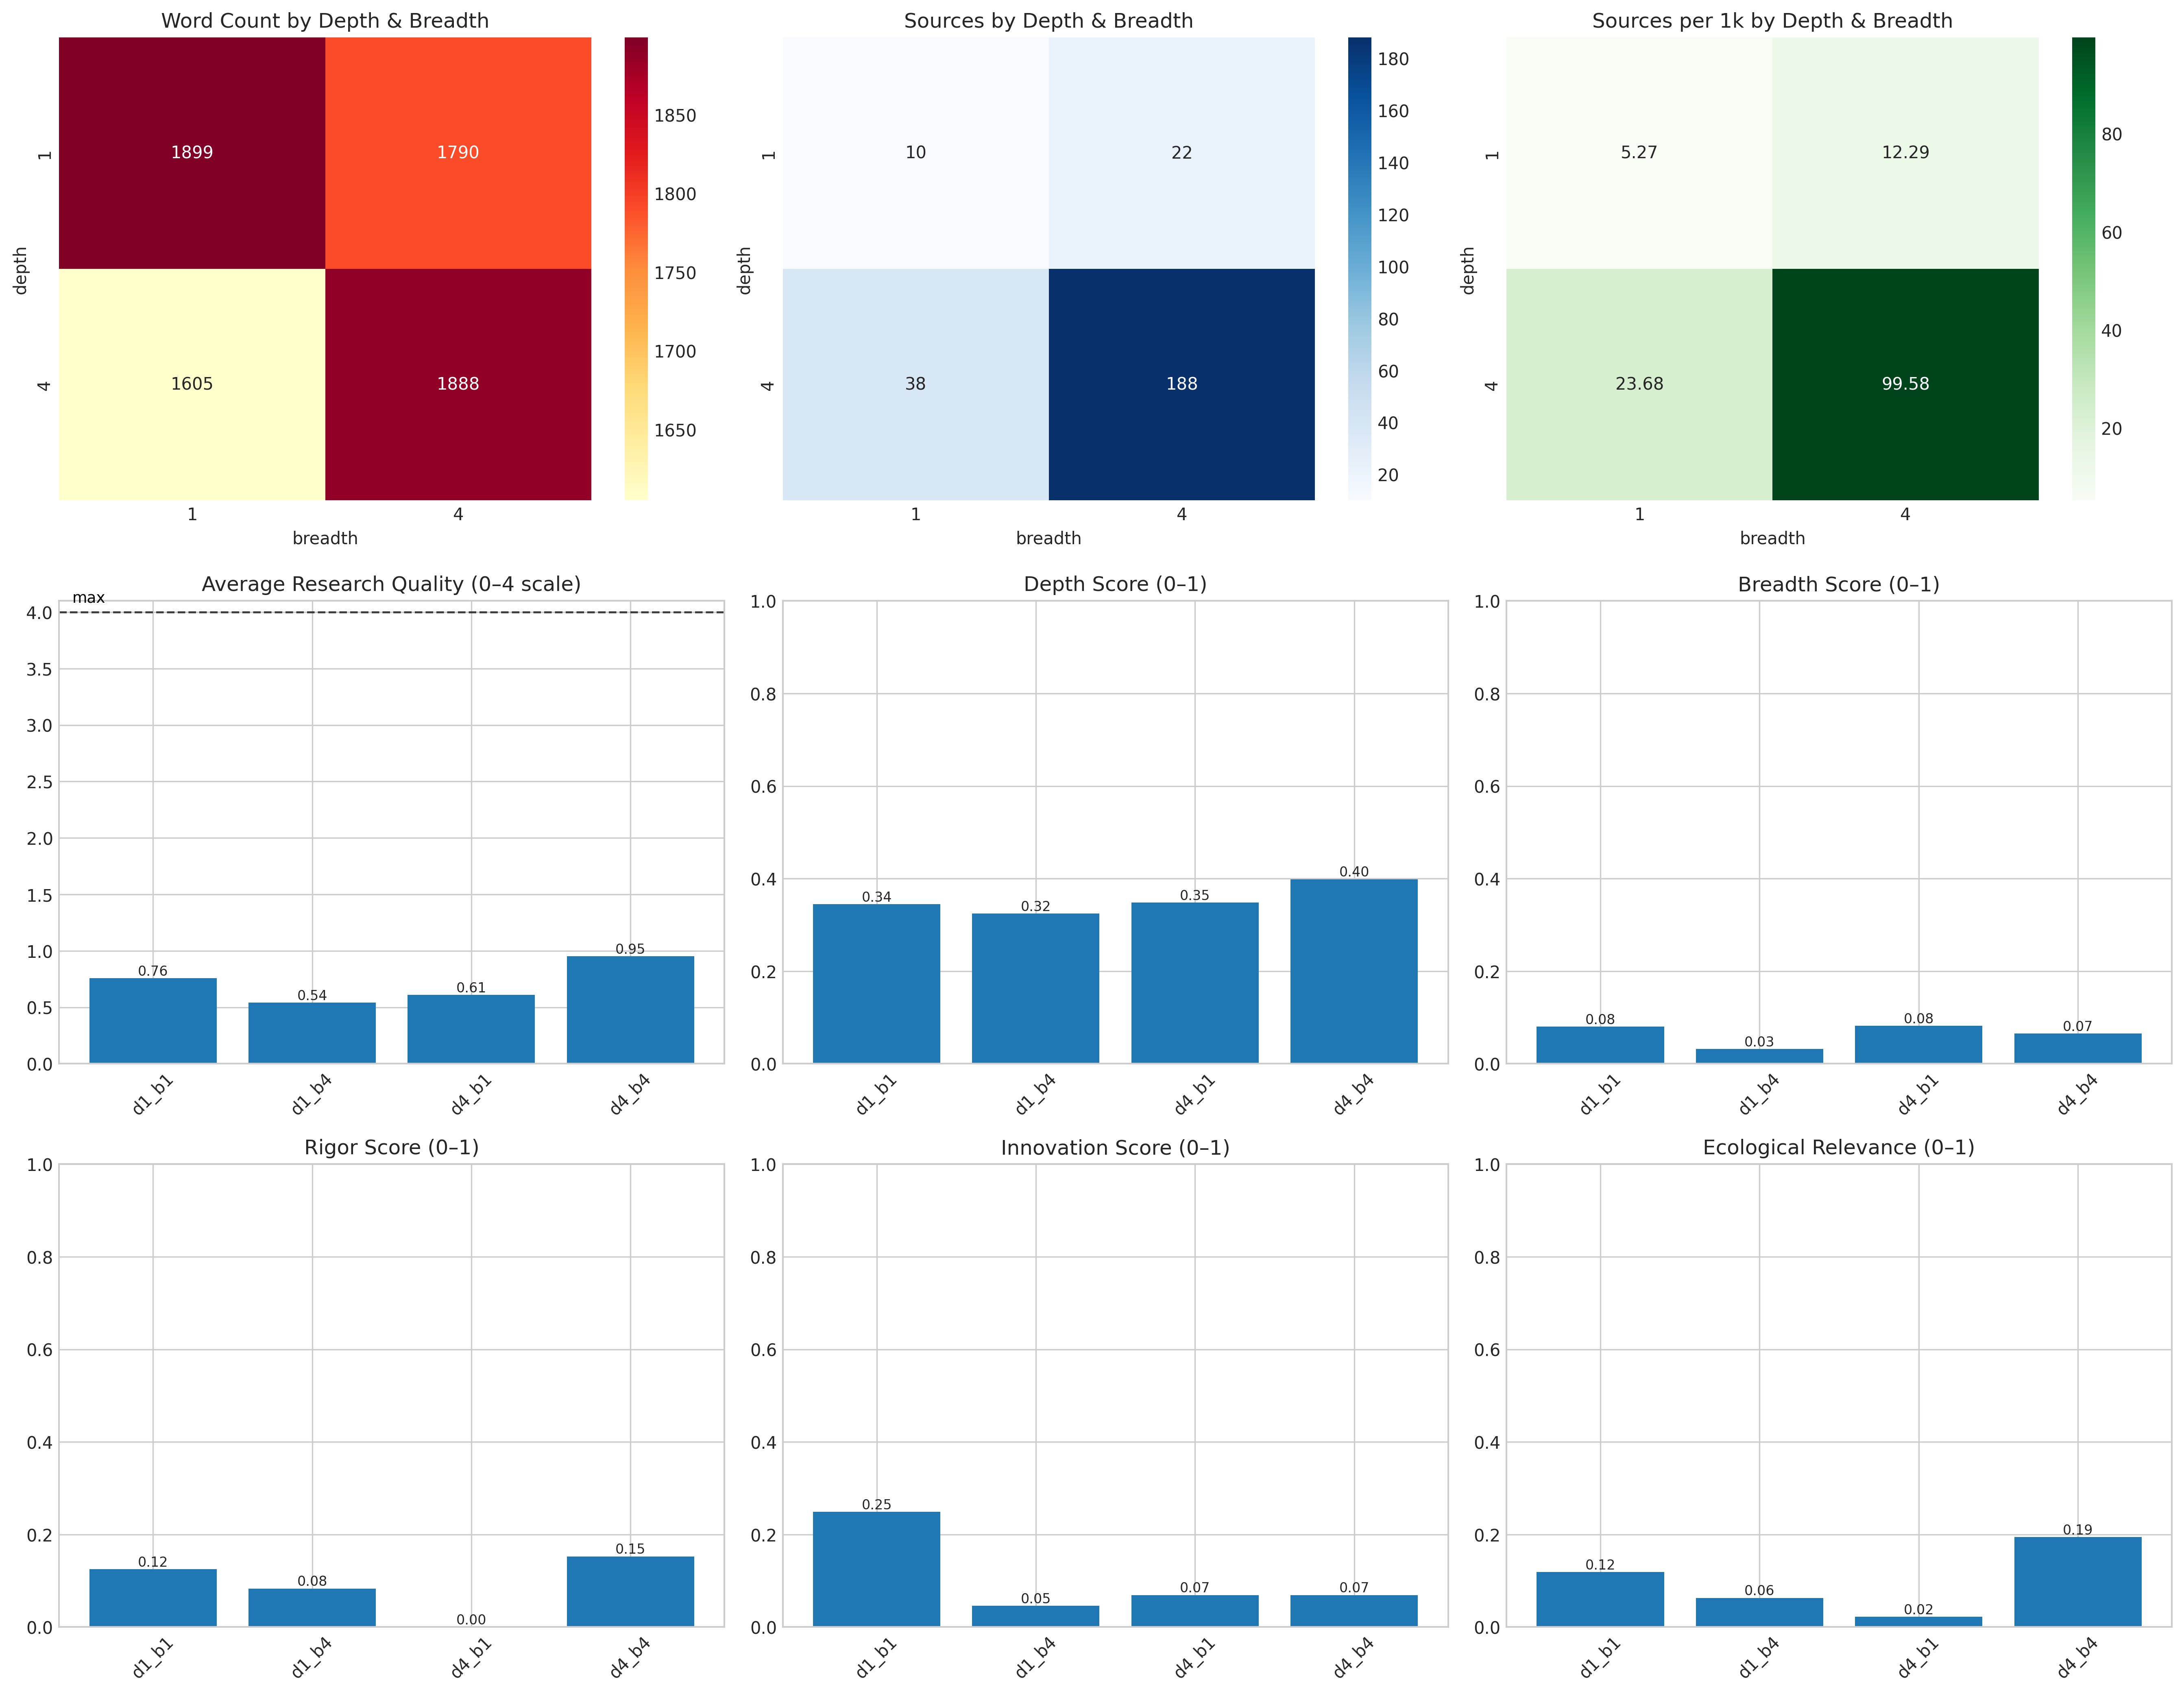 Word Count by Depth & Breadth
1899
1790
1605
1888
1
4
depth
1
4
breadth
1850
1800
1750
1700
1650
Sources by Depth & Breadth
10
22
38
188
1
4
depth
1
4
breadth
180
160
140
120
100
80
60
40
20
Sources per 1k by Depth & Breadth
5.27
12.29
23.68
99.58
1
4
depth
1
4
breadth
80
60
40
20
Average Research Quality (0–4 scale)
max
4.0
3.5
3.0
2.5
2.0
1.5
1.0
0.5
0.0
0.76
0.54
0.61
0.95
d1_b1
d1_b4
d4_b1
d4_b4
Depth Score (0–1)
1.0
0.8
0.6
0.4
0.2
0.0
0.34
0.32
0.35
0.40
d1_b1
d1_b4
d4_b1
d4_b4
Breadth Score (0–1)
1.0
0.8
0.6
0.4
0.2
0.0
0.08
0.03
0.08
0.07
d1_b1
d1_b4
d4_b1
d4_b4
Rigor Score (0–1)
1.0
0.8
0.6
0.4
0.2
0.0
0.12
0.08
0.00
0.15
d1_b1
d1_b4
d4_b1
d4_b4
Innovation Score (0–1)
1.0
0.8
0.6
0.4
0.2
0.0
0.25
0.05
0.07
0.07
d1_b1
d1_b4
d4_b1
d4_b4
Ecological Relevance (0–1)
1.0
0.8
0.6
0.4
0.2
0.0
0.12
0.06
0.02
0.19
d1_b1
d1_b4
d4_b1
d4_b4